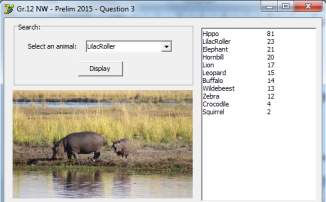 Gr.12 NW - Prelim 2015 - Question 3
Search:
Select an animal: LilacRoller
Display
Hippo 81
LilacRoller 23
Elephant 21
Hornbill 20
Lion 17
Leopard 15
Buffalo 14
Wildebeest 13
Zebra 12
Crocodile 4
Squirrel 2